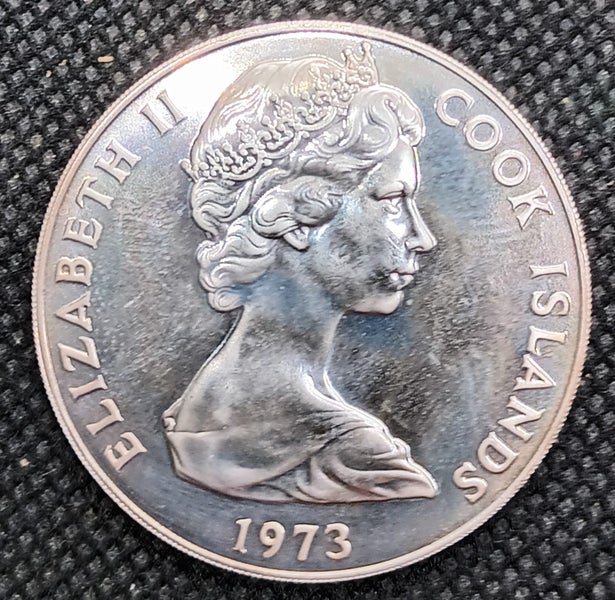 ELIZABETH II
COOK ISLANDS
1973